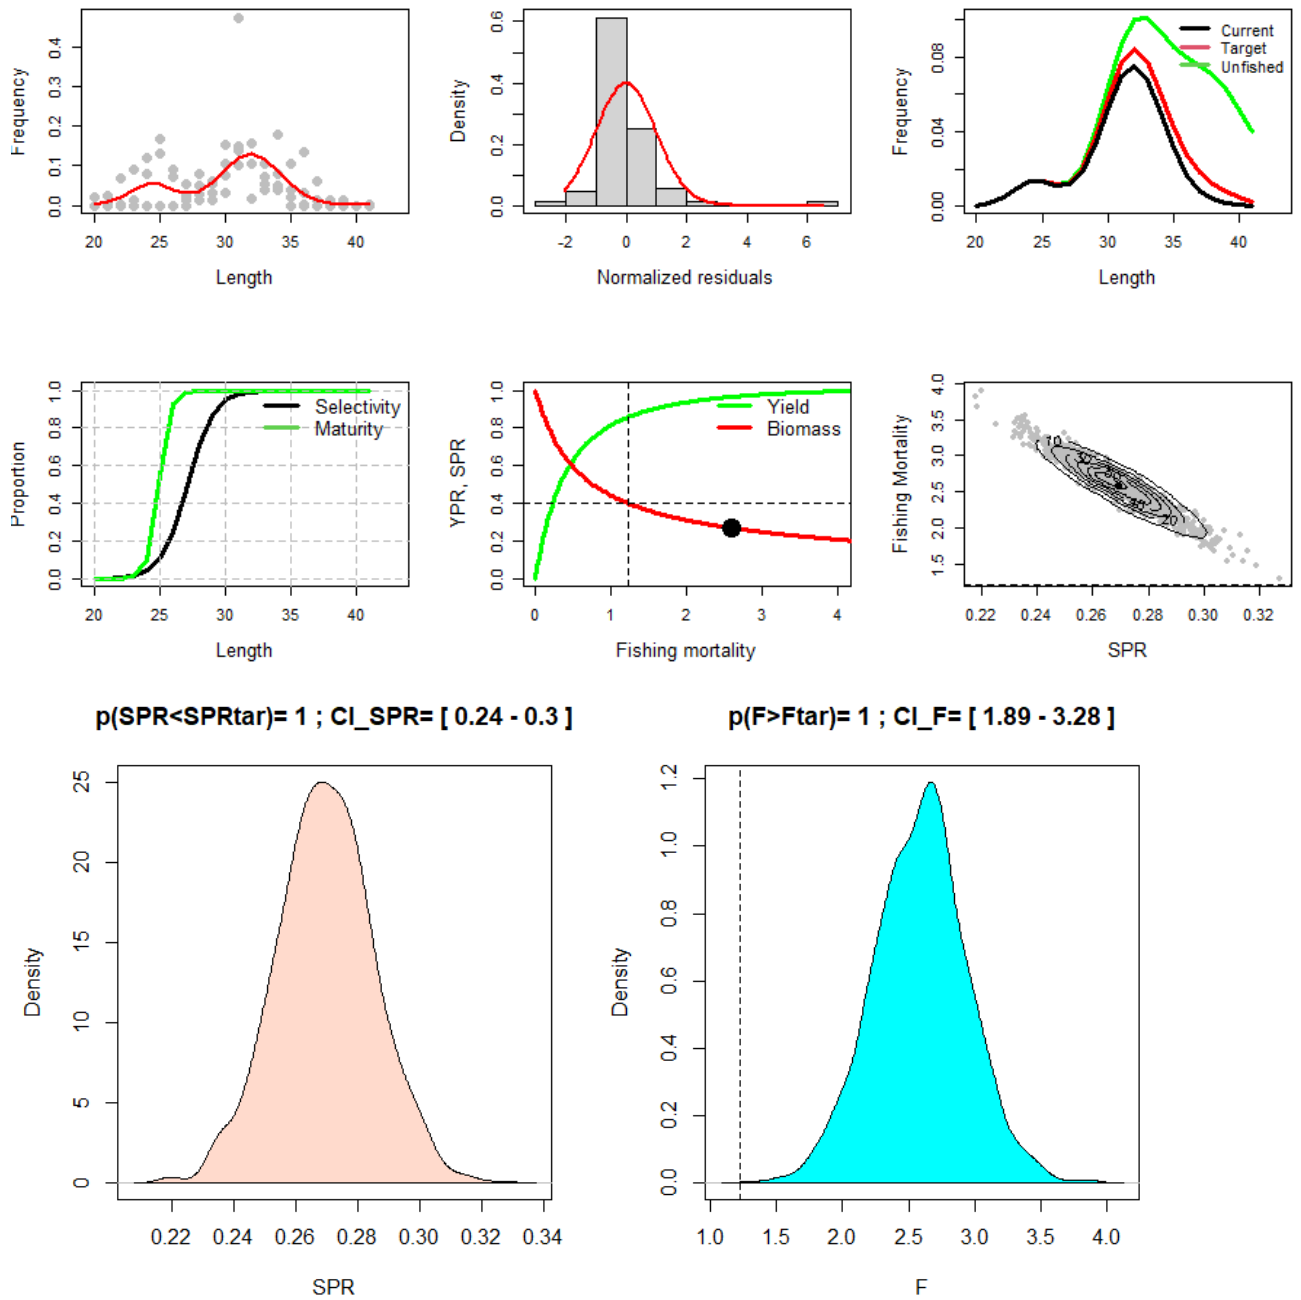 Frequency
0.0 0.1 0.2 0.3 0.4
20 25 30 35 40
Length
Density
0.0 0.2 0.4 0.6
-2 0 2 4 6
Normalized residuals
Frequency
0.00 0.04 0.08
Current
Target
Unfished
20 25 30 35 40
Length
Proportion
0.0 0.2 0.4 0.6 0.8 1.0
Selectivity
Maturity
20 25 30 35 40
Length
YPR, SPR
0.0 0.2 0.4 0.6 0.8 1.0
Yield
Biomass
0 1 2 3 4
Fishing mortality
Fishing Mortality
1.5 2.0 2.5 3.0 3.5 4.0
10
20
0.22 0.24 0.26 0.28 0.30 0.32
SPR
p(SPR<SPRtar)= 1 ; CI_SPR= [ 0.24 - 0.3 ]
Density
0 5 10 15 20 25
0.22 0.24 0.26 0.28 0.30 0.32 0.34
SPR
p(F>Ftar)= 1 ; CI_F= [ 1.89 - 3.28 ]
Density
0.0 0.2 0.4 0.6 0.8 1.0 1.2
1.0 1.5 2.0 2.5 3.0 3.5 4.0
F